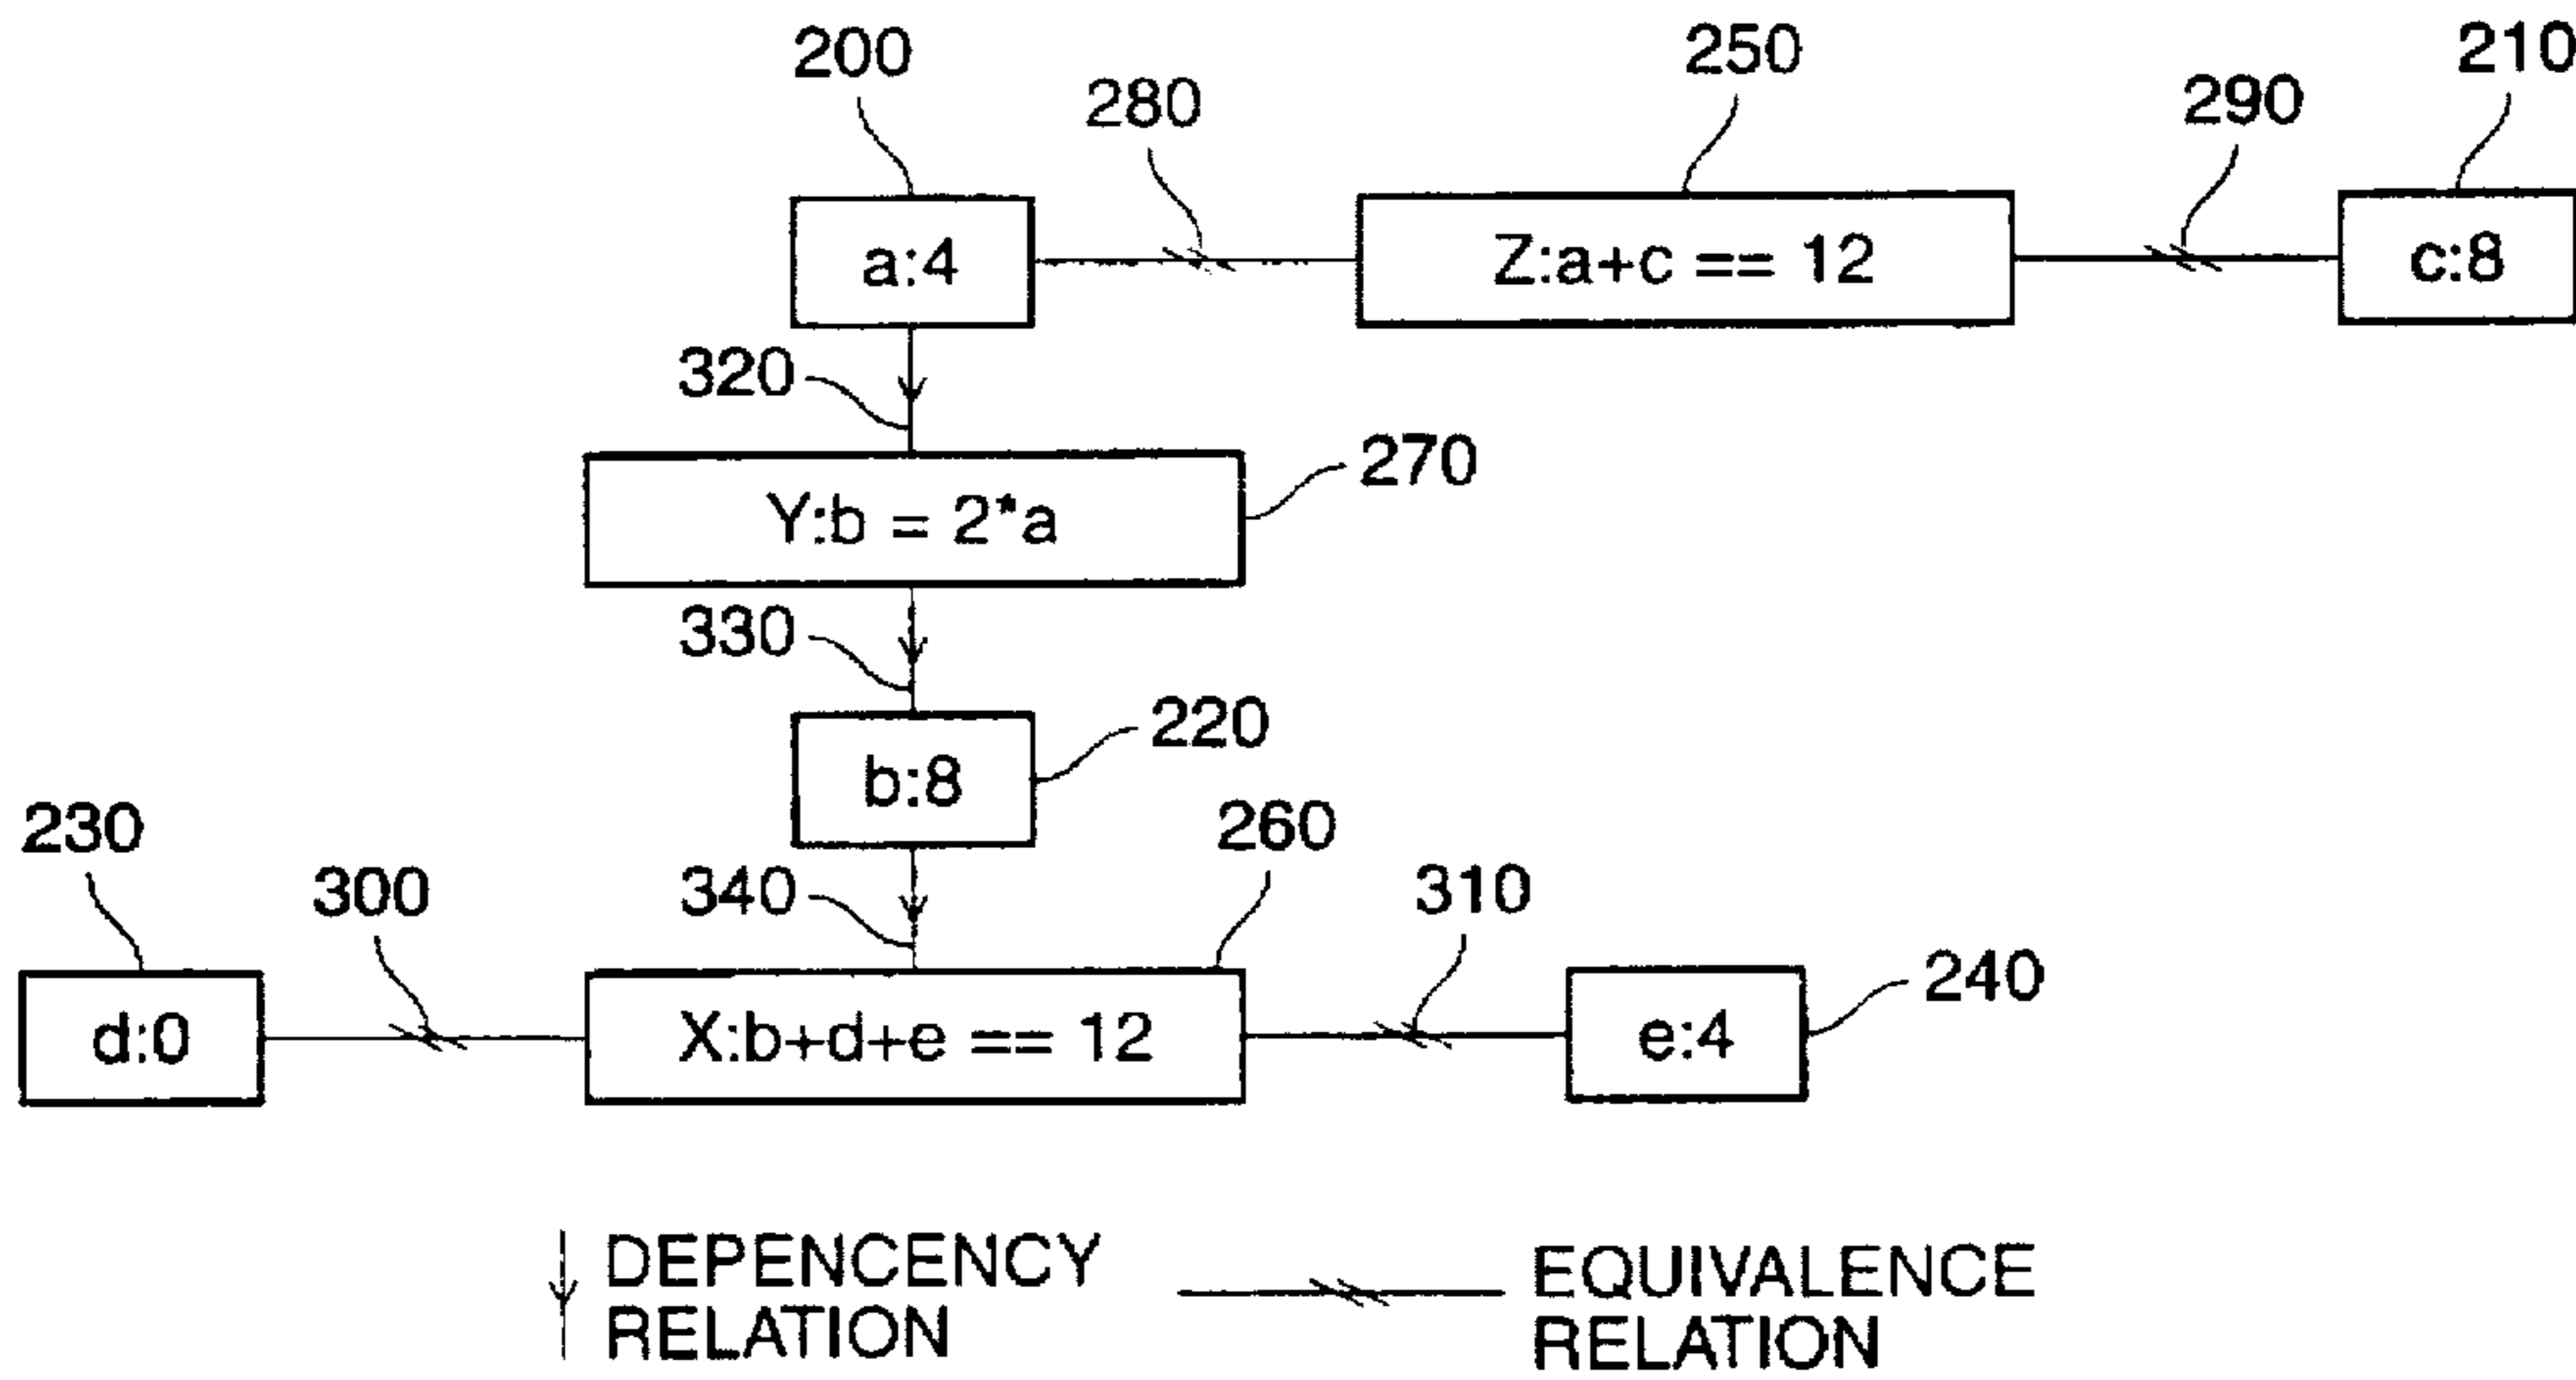 200
280
250
290
210
a:4
Z:a+c == 12
c:8
320
Y:b = 2*a
270
330
b:8
220
230
300
340
260
310
d:0
X:b+d+e == 12
e:4
240
DEPENCENCY
RELATION
EQUIVALENCE
RELATION